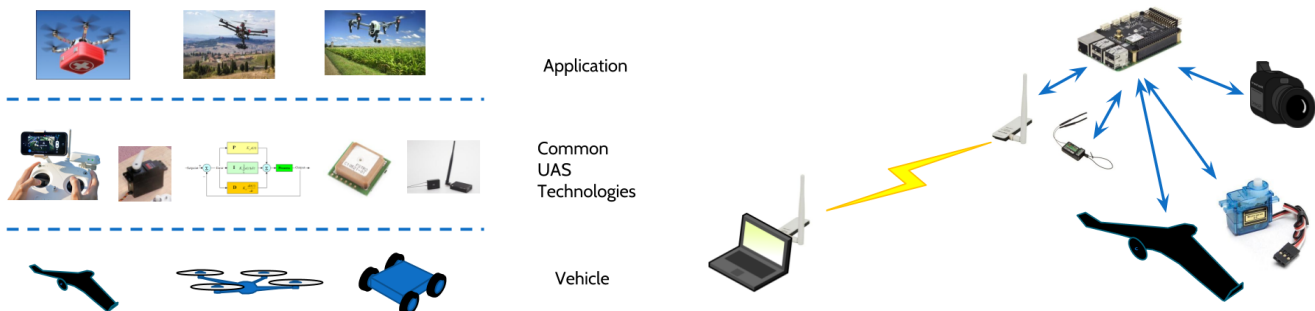 Application
Common
UAS
Technologies
P
I
D
Vehicle